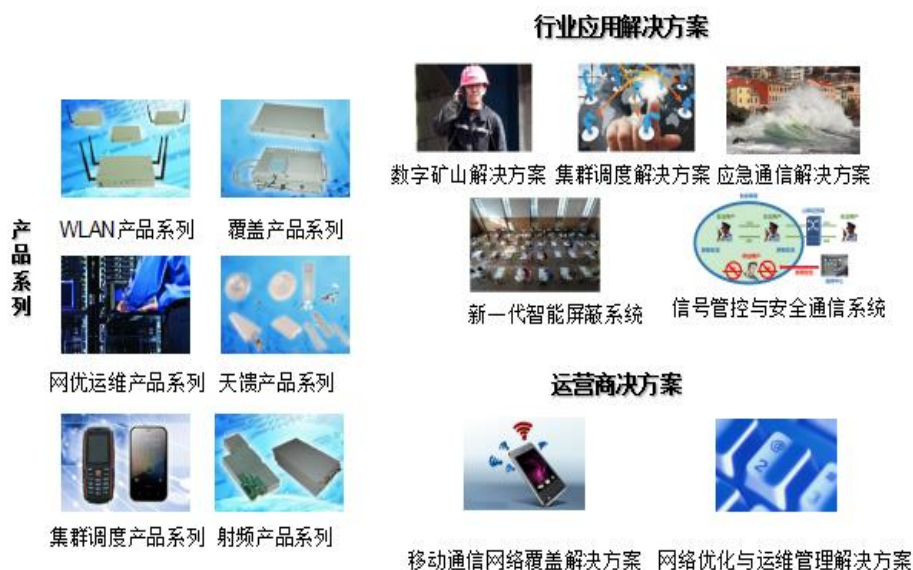 行业应用解决方案
数字矿山解决方案 集群调度解决方案 应急通信解决方案
新一代智能屏蔽系统 信号管控与安全通信系统
产品系列
WLAN产品系列 覆盖产品系列
网优运维产品系列 天馈产品系列
集群调度产品系列 射频产品系列
运营商决方案
移动通信网络覆盖解决方案 网络优化与运维管理解决方案
@
2